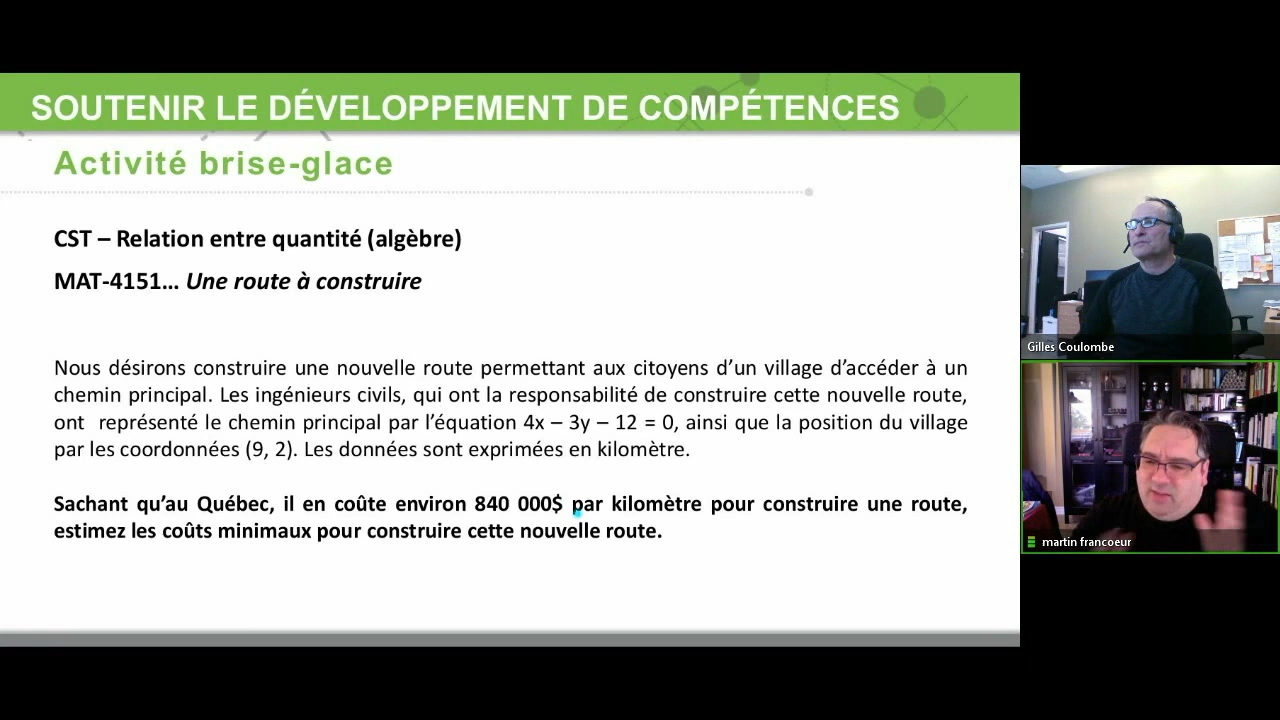 SOUTENIR LE DÉVELOPPEMENT DE COMPÉTENCES
Activité brise-glace
CST – Relation entre quantité (algèbre)
MAT-4151... Une route à construire
Nous désirons construire une nouvelle route permettant aux citoyens d’un village d’accéder à un
chemin principal. Les ingénieurs civils, qui ont la responsabilité de construire cette nouvelle route,
ont représenté le chemin principal par l’équation 4x – 3y – 12 = 0, ainsi que la position du village
par les coordonnées (9, 2). Les données sont exprimées en kilomètre.
Sachant qu’au Québec, il en coûte environ 840 000$ par kilomètre pour construire une route,
estimez les coûts minimaux pour construire cette nouvelle route.
Gilles Coulombe
martin francoeur